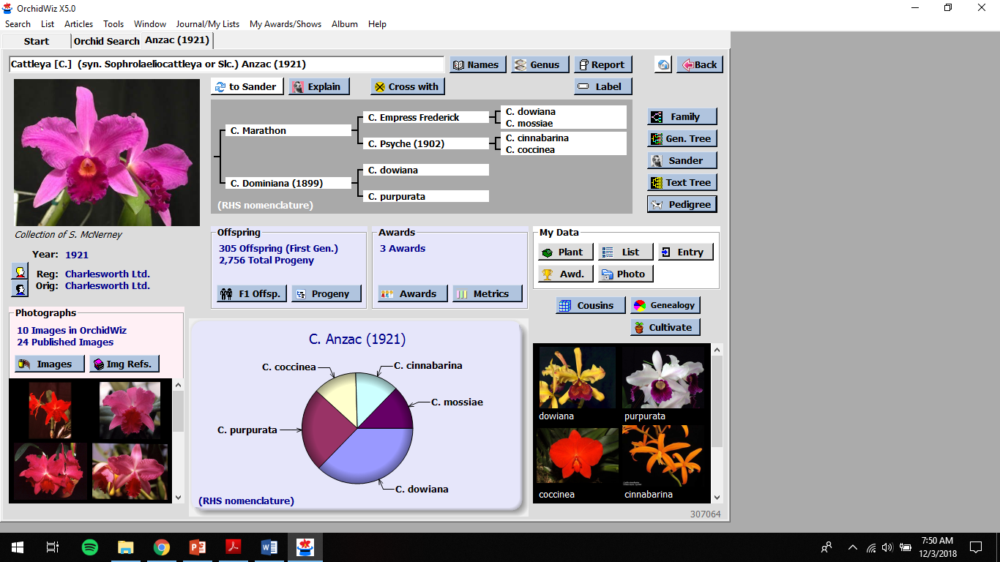 OrchidWiz X5.0
Search List Articles Tools Window Journal/My Lists My Awards/Shows Album Help
Start Orchid Search Anzac (1921)
Cattleya [C.] (syn. Sophrolaeliocattleya or Slc.) Anzac (1921)
Names Genus Report Back
to Sander Explain Cross with Label
C. Marathon
C. Dominiana (1899)
C. Empress Frederick
C. Psyche (1902)
C. dowiana
C. purpurata
C. dowiana
C. mossiae
C. cinnabarina
C. coccinea
(RHS nomenclature)
Family
Gen. Tree
Sander
Text Tree
Pedigree
Collection of S. McNerney
Year: 1921
Reg: Charlesworth Ltd.
Orig: Charlesworth Ltd.
Offspring
305 Offspring (First Gen.)
2,756 Total Progeny
F1 Offsp. Progeny
Awards
3 Awards
Awards Metrics
My Data
Plant List Entry
Awd. Photo
Cousins Genealogy
Cultivate
Photographs
10 Images in OrchidWiz
24 Published Images
Images Img Refs.
C. Anzac (1921)
C. coccinea
C. cinnabarina
C. mossiae
C. purpurata
C. dowiana
(RHS nomenclature)
dowiana purpurata
coccinea cinnabarina
307064
7:50 AM
12/3/2018